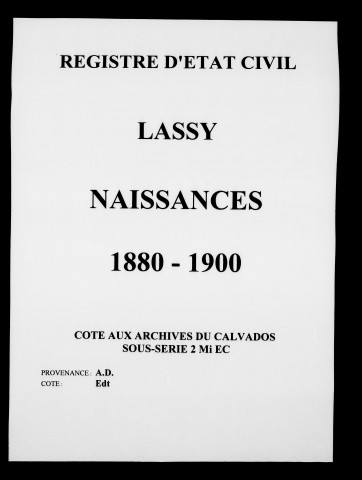 REGISTRE D'ETAT CIVIL
LASSY
NAISSANCES
1880 - 1900
COTE AUX ARCHIVES DU CALVADOS
SOUS-SERIE 2 Mi EC
PROVENANCE : A.D.
COTE : Edt